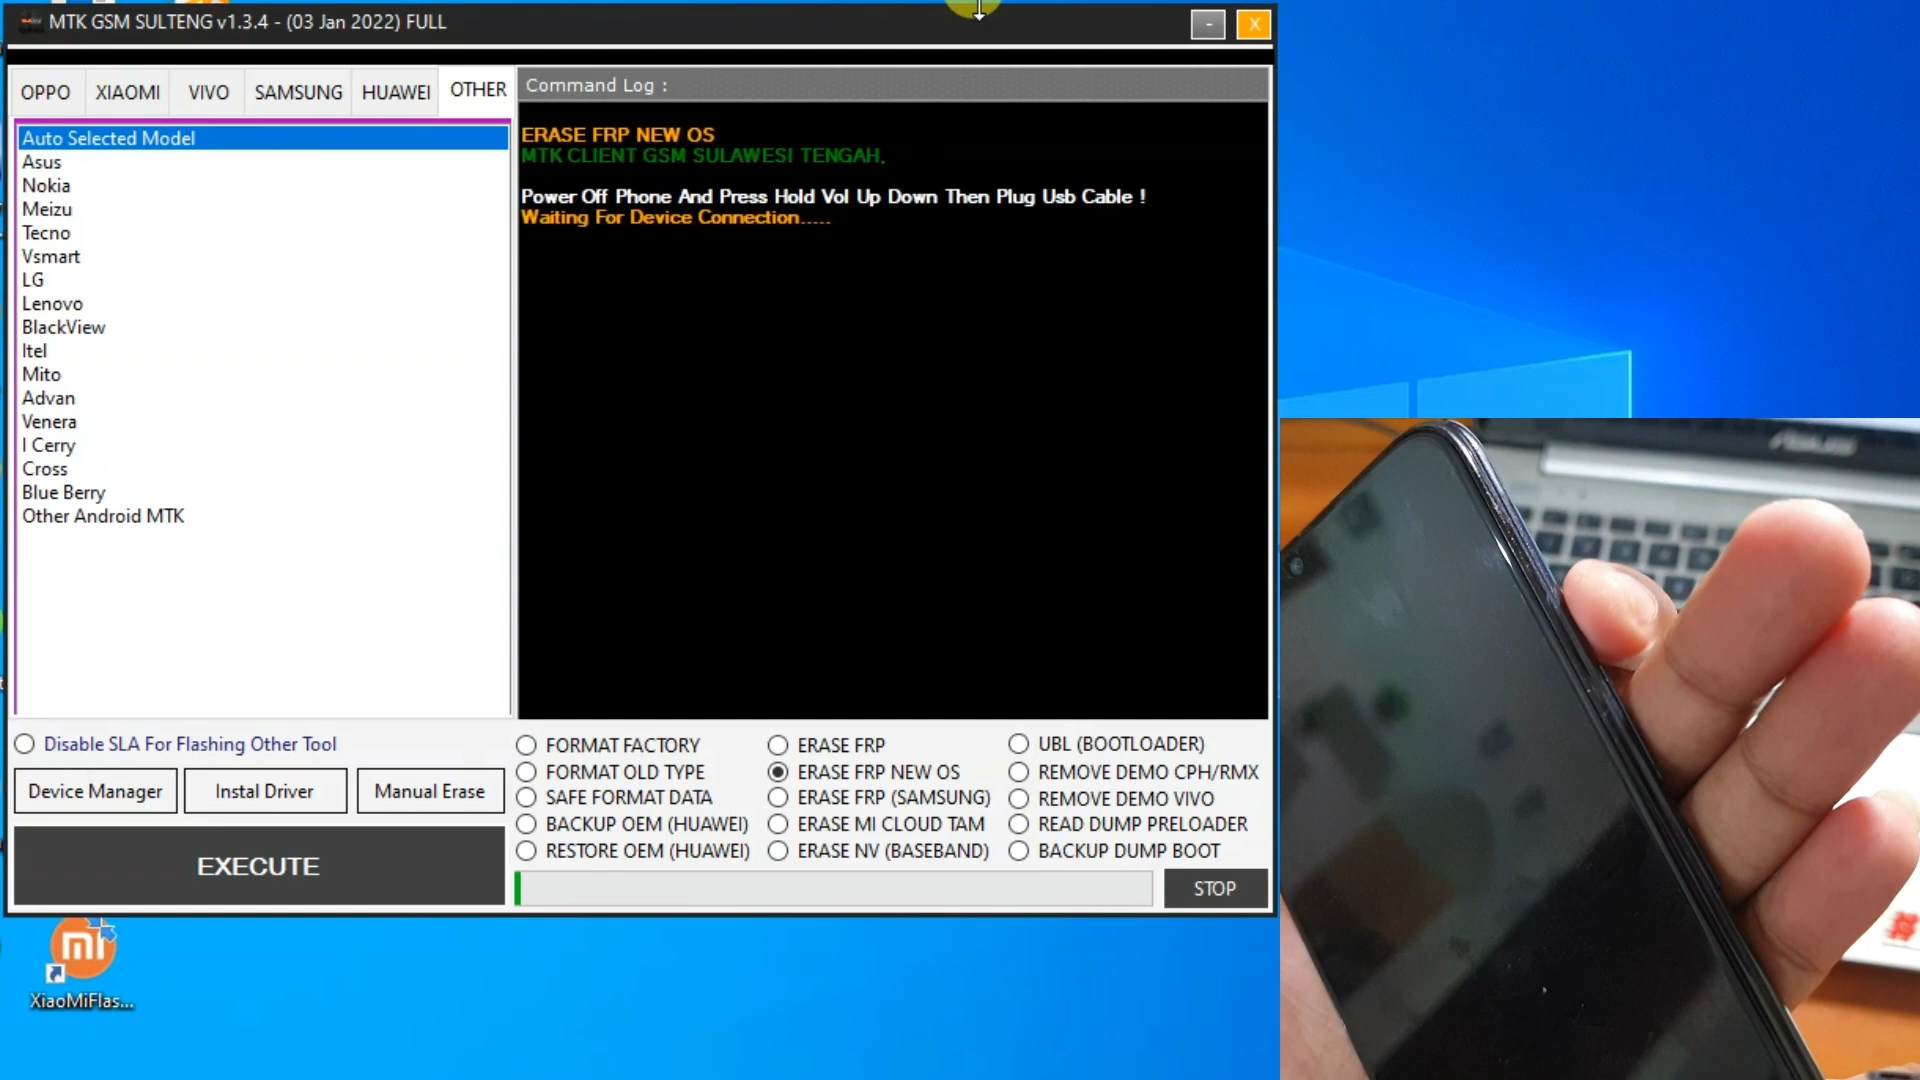 MTK GSM SULTENG v1.3.4 - (03 Jan 2022) FULL
-
X
OPPO
XIAOMI
VIVO
SAMSUNG
HUAWEI
OTHER
Auto Selected Model
Asus
Nokia
Meizu
Tecno
Vsmart
LG
Lenovo
BlackView
Itel
Mito
Advan
Venera
I Cerry
Cross
Blue Berry
Other Android MTK
Command Log :
ERASE FRP NEW OS
MTK CLIENT GSM SULAWESI TENGAH.
Power Off Phone And Press Hold Vol Up Down Then Plug Usb Cable !
Waiting For Device Connection.....
Disable SLA For Flashing Other Tool
Device Manager
Instal Driver
Manual Erase
EXECUTE
FORMAT FACTORY
FORMAT OLD TYPE
SAFE FORMAT DATA
BACKUP OEM (HUAWEI)
RESTORE OEM (HUAWEI)
ERASE FRP
ERASE FRP NEW OS
ERASE FRP (SAMSUNG)
ERASE MI CLOUD TAM
ERASE NV (BASEBAND)
UBL (BOOTLOADER)
REMOVE DEMO CPH/RMX
REMOVE DEMO VIVO
READ DUMP PRELOADER
BACKUP DUMP BOOT
STOP
mi
XiaoMiFlas...
ASUS